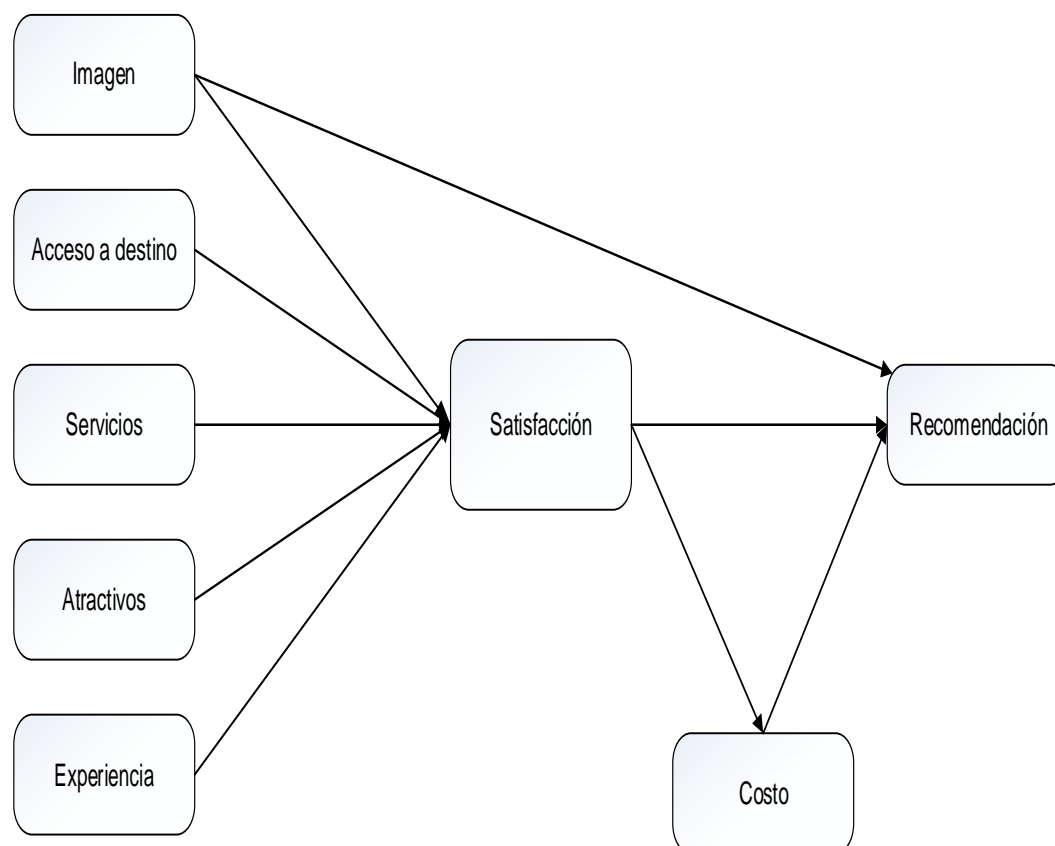 Imagen
Acceso a destino
Servicios
Atractivos
Experiencia
Satisfacción
Recomendación
Costo